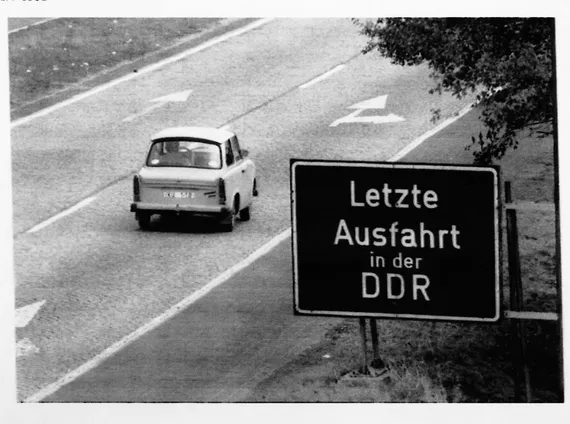 Letzte
Ausfahrt
in der
DDR